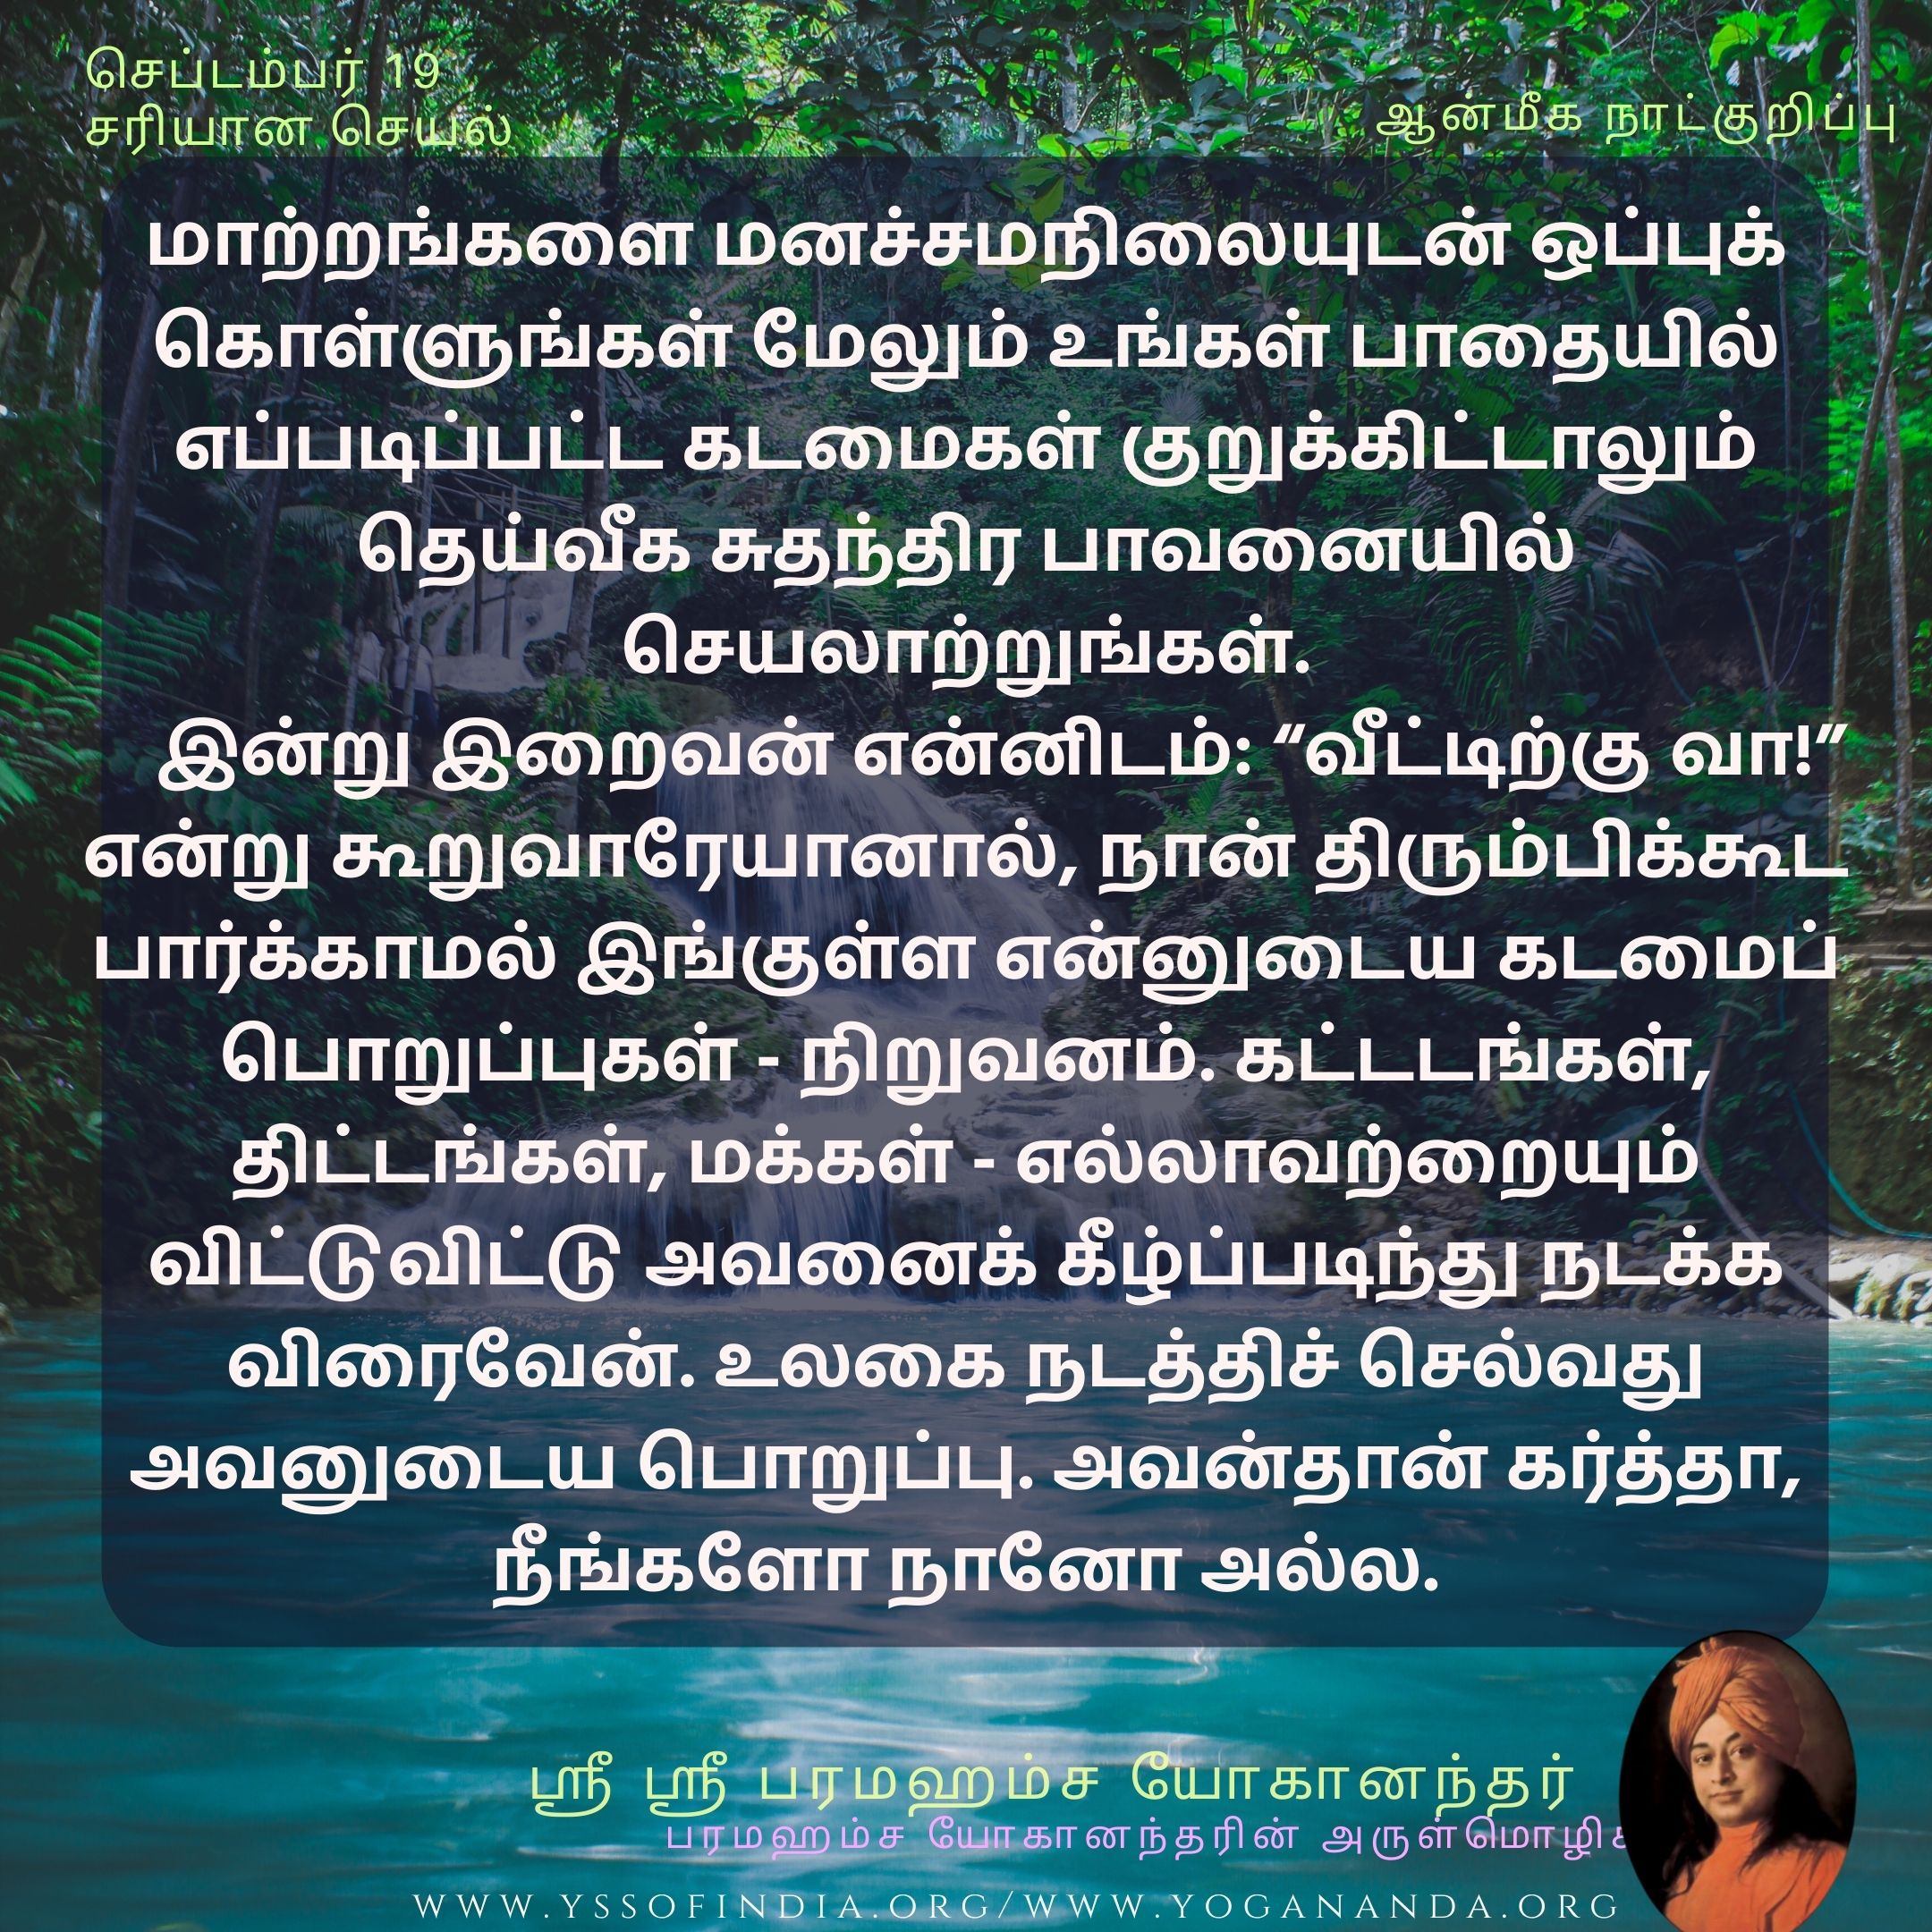 செப்டம்பர் 19
சரியான செயல்
ஆன்மீக நாட்குறிப்பு
மாற்றங்களை மனச்சமநிலையுடன் ஒப்புக்
கொள்ளுங்கள் மேலும் உங்கள் பாதையில்
எப்படிப்பட்ட கடமைகள் குறுக்கிட்டாலும்
தெய்வீக சுதந்திர பாவனையில்
செயலாற்றுங்கள்.
இன்று இறைவன் என்னிடம்: “வீட்டிற்கு வா!”
என்று கூறுவாரேயானால், நான் திரும்பிக்கூட
பார்க்காமல் இங்குள்ள என்னுடைய கடமைப்
பொறுப்புகள் - நிறுவனம். கட்டடங்கள்,
திட்டங்கள், மக்கள் - எல்லாவற்றையும்
விட்டுவிட்டு அவனைக் கீழ்ப்படிந்து நடக்க
விரைவேன். உலகை நடத்திச் செல்வது
அவனுடைய பொறுப்பு. அவன்தான் கர்த்தா,
நீங்களோ நானோ அல்ல.
ஸ்ரீ ஸ்ரீ பரமஹம்ச யோகானந்தர்
பரமஹம்ச யோகானந்தரின்
WWW.YSSOFINDIA.ORG/WWW.YOGANANDA.ORG